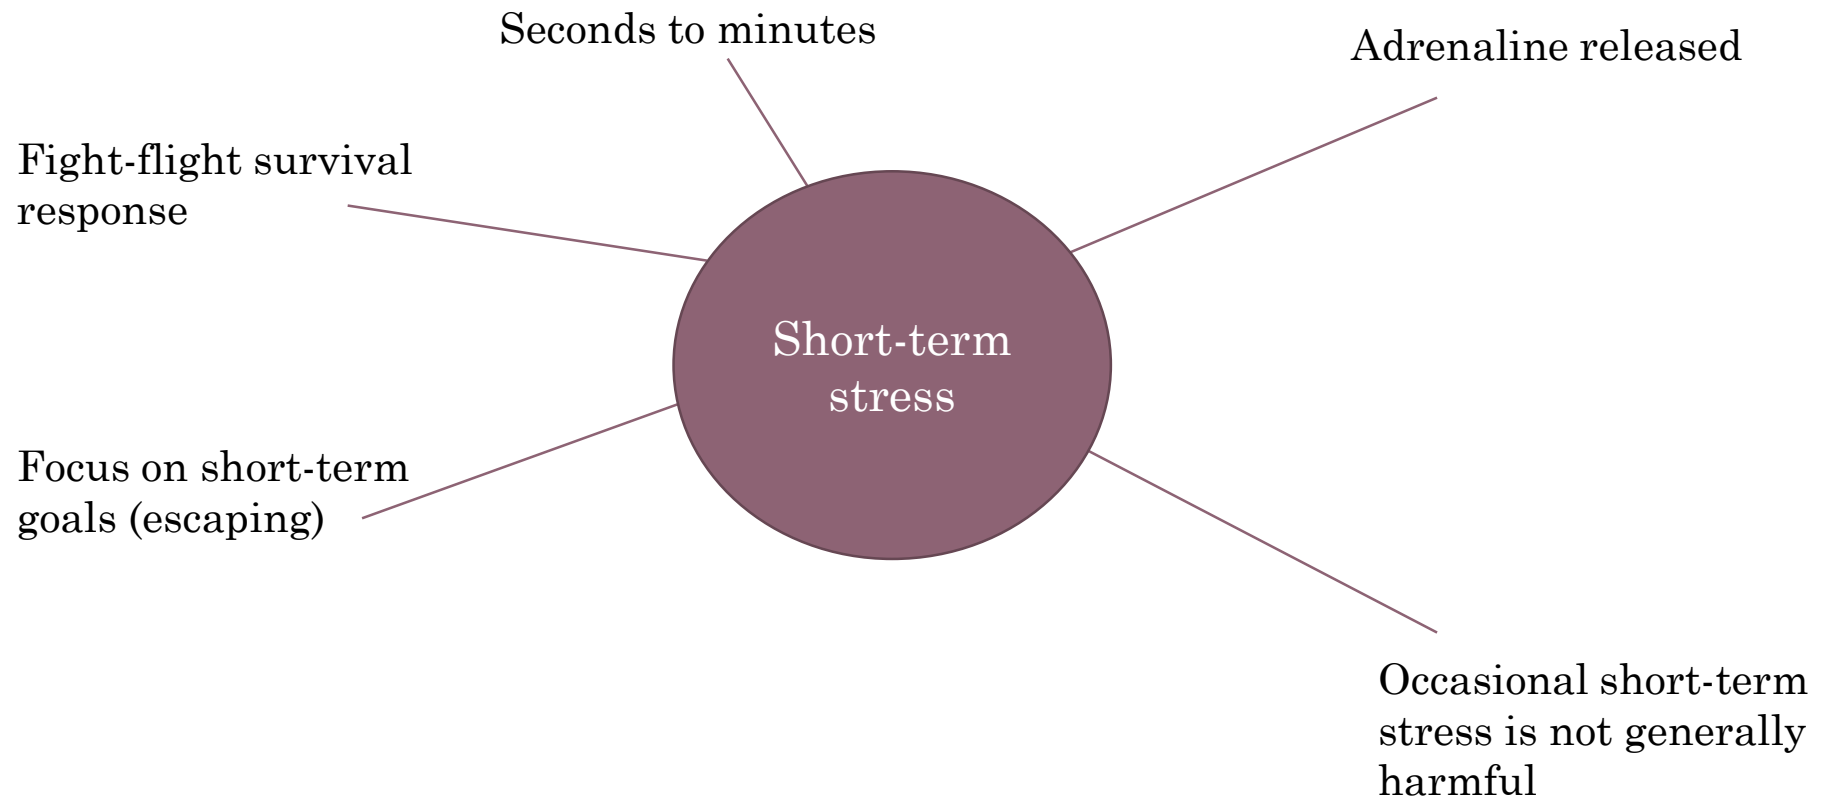 Seconds to minutes
Adrenaline released
Fight-flight survival
response
Short-term
stress
Focus on short-term
goals (escaping)
Occasional short-term
stress is not generally
harmful